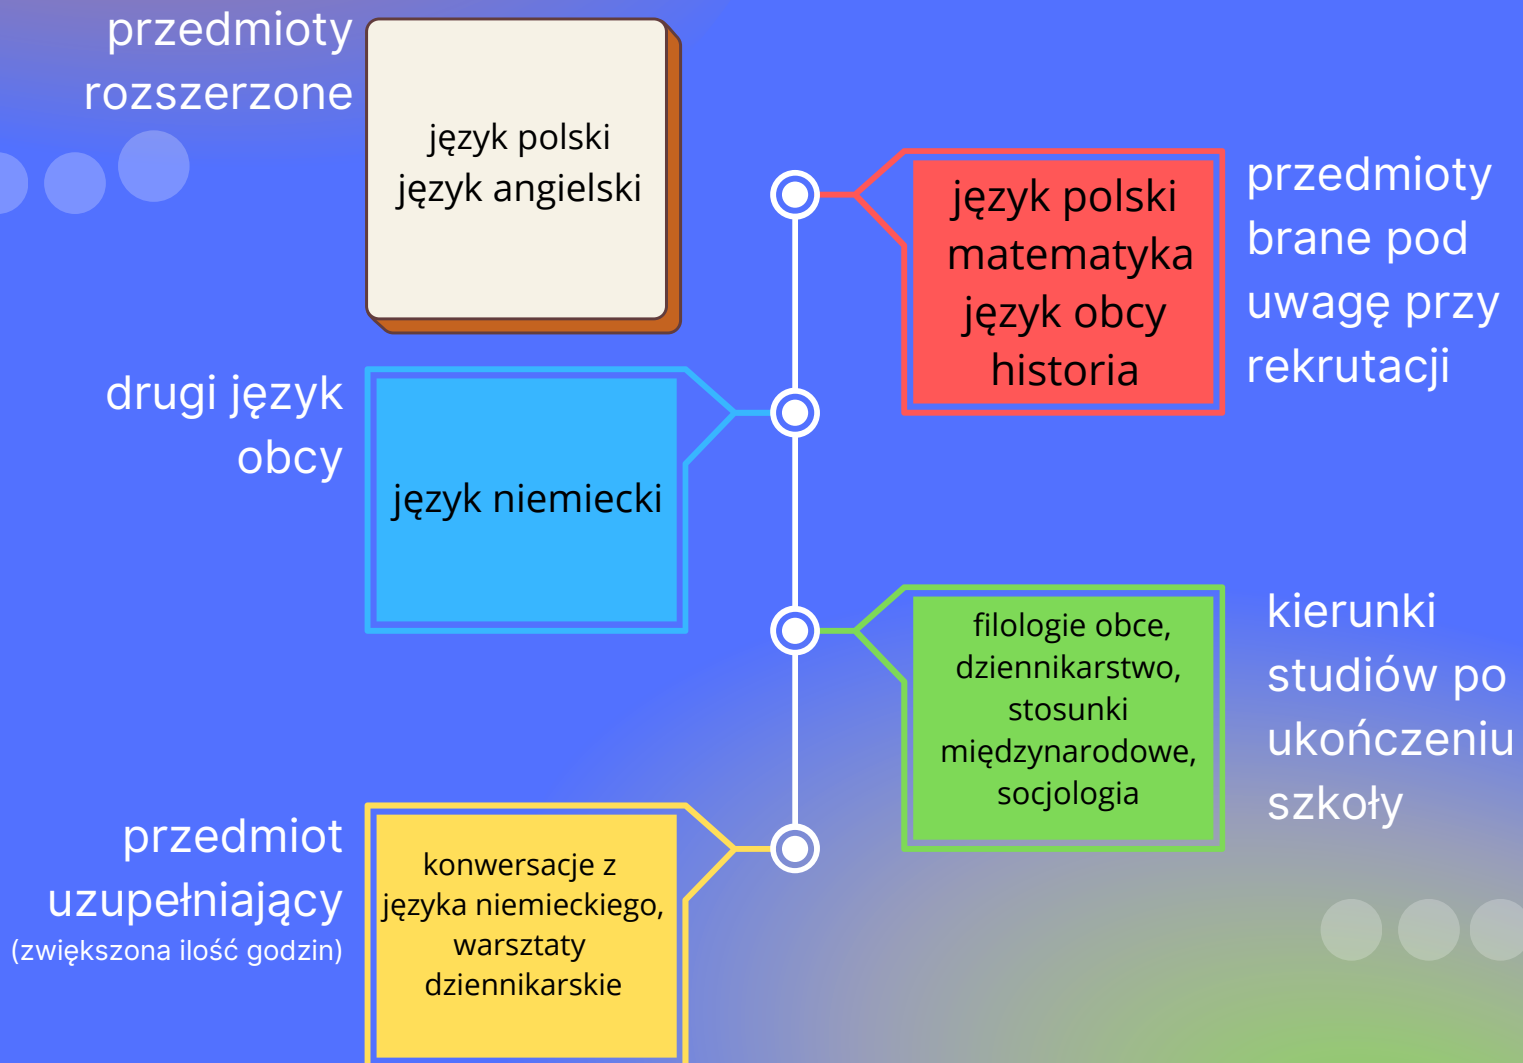 przedmioty
rozszerzone
język polski
język angielski
język polski
matematyka
język obcy
historia
przedmioty
brane pod
uwagę przy
rekrutacji
drugi język
obcy
język niemiecki
filologie obce,
dziennikarstwo,
stosunki
międzynarodowe,
socjologia
kierunki
studiów po
ukończeniu
szkoły
przedmiot
uzupełniający
(zwiększona ilość godzin)
konwersacje z
języka niemieckiego,
warsztaty
dziennikarskie